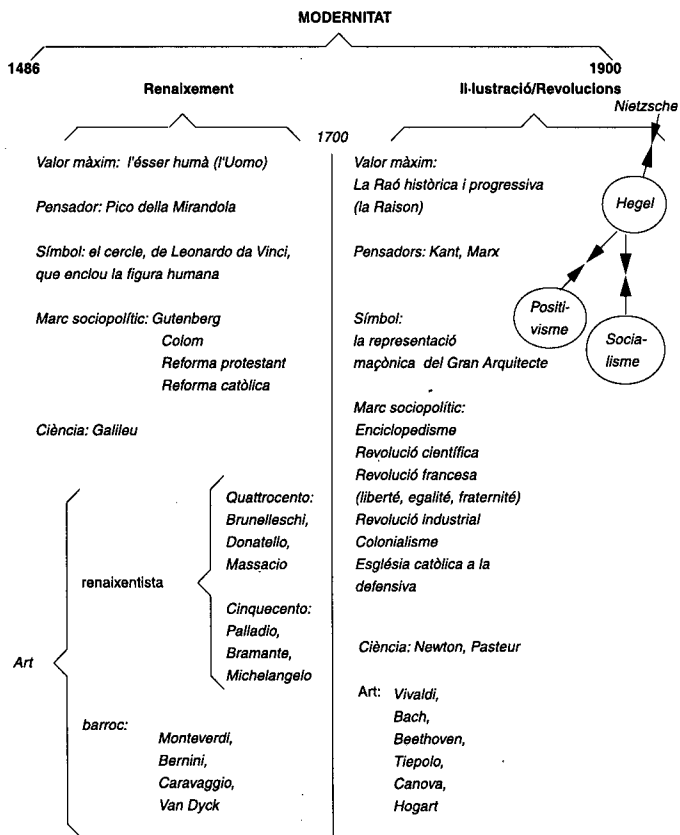 MODERNITAT
1486
1900
Renaixement
Il·lustració/Revolucions
1700
Valor màxim: l'ésser humà (l'Uomo)
Pensador: Pico della Mirandola
Símbol: el cercle, de Leonardo da Vinci,
que enclou la figura humana
Marc sociopolític: Gutenberg
Colom
Reforma protestant
Reforma catòlica
Ciència: Galileu
Art
renaixentista
Quattrocento:
Brunelleschi,
Donatello,
Massacio
Cinquecento:
Palladio,
Bramante,
Michelangelo
barroc:
Monteverdi,
Bernini,
Caravaggio,
Van Dyck
Valor màxim:
La Raó històrica i progressiva
(la Raison)
Pensadors: Kant, Marx
Símbol:
la representació
maçònica del Gran Arquitecte
Marc sociopolític:
Enciclopedisme
Revolució científica
Revolució francesa
(liberté, egalité, fraternité)
Revolució industrial
Colonialisme
Església catòlica a la
defensiva
Ciència: Newton, Pasteur
Art: Vivaldi,
Bach,
Beethoven,
Tiepolo,
Canova,
Hogart
Nietzsche
Hegel
Positi-
visme
Socia-
lisme